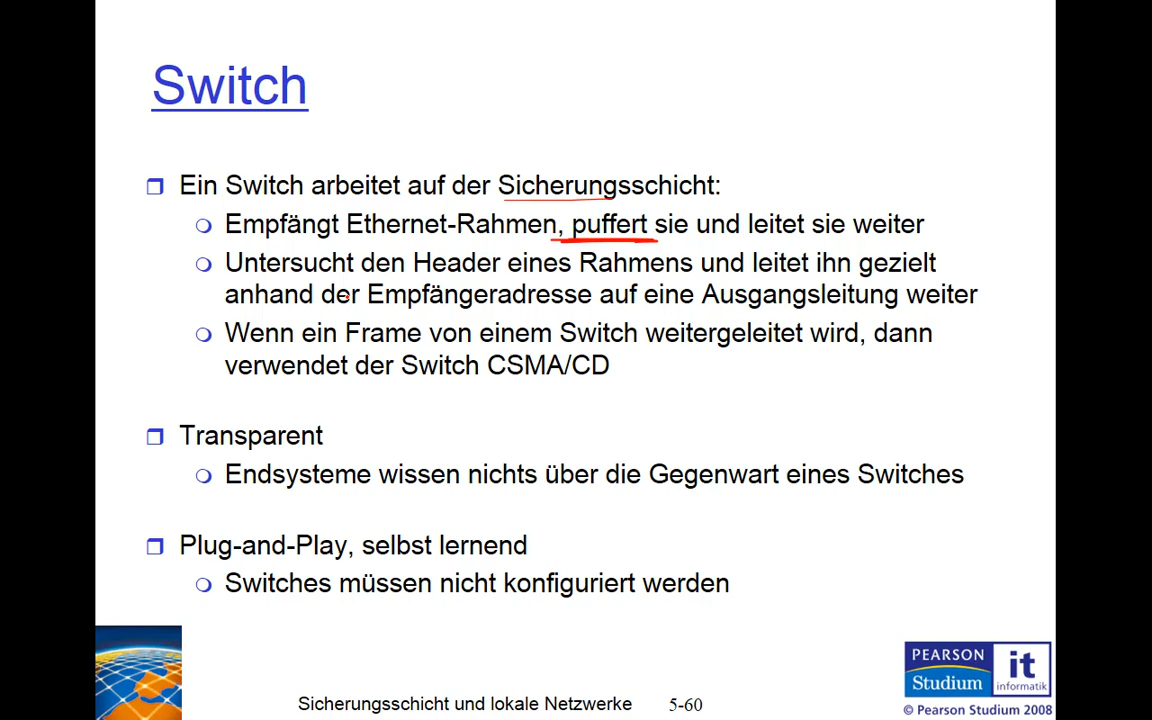 Switch
Ein Switch arbeitet auf der Sicherungsschicht:
Empfängt Ethernet-Rahmen, puffert sie und leitet sie weiter
Untersucht den Header eines Rahmens und leitet ihn gezielt
anhand der Empfängeradresse auf eine Ausgangsleitung weiter
Wenn ein Frame von einem Switch weitergeleitet wird, dann
verwendet der Switch CSMA/CD
Transparent
Endsysteme wissen nichts über die Gegenwart eines Switches
Plug-and-Play, selbst lernend
Switches müssen nicht konfiguriert werden
PEARSON
Studium
it
informatik
Sicherungsschicht und lokale Netzwerke 5-60
© Pearson Studium 2008